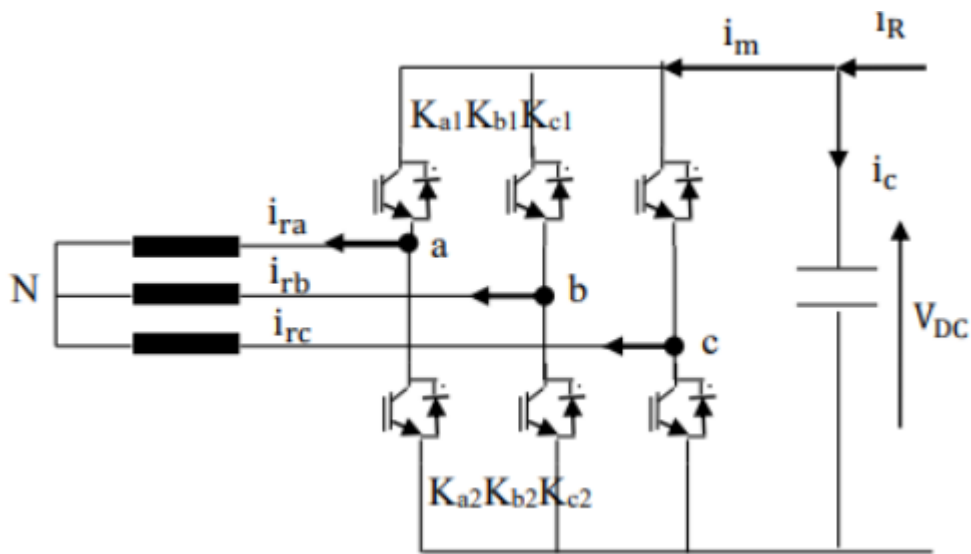 i_m
i_R
K_a1 K_b1 K_c1
i_c
i_ra
a
N
i_rb
b
i_rc
c
V_DC
K_a2 K_b2 K_c2